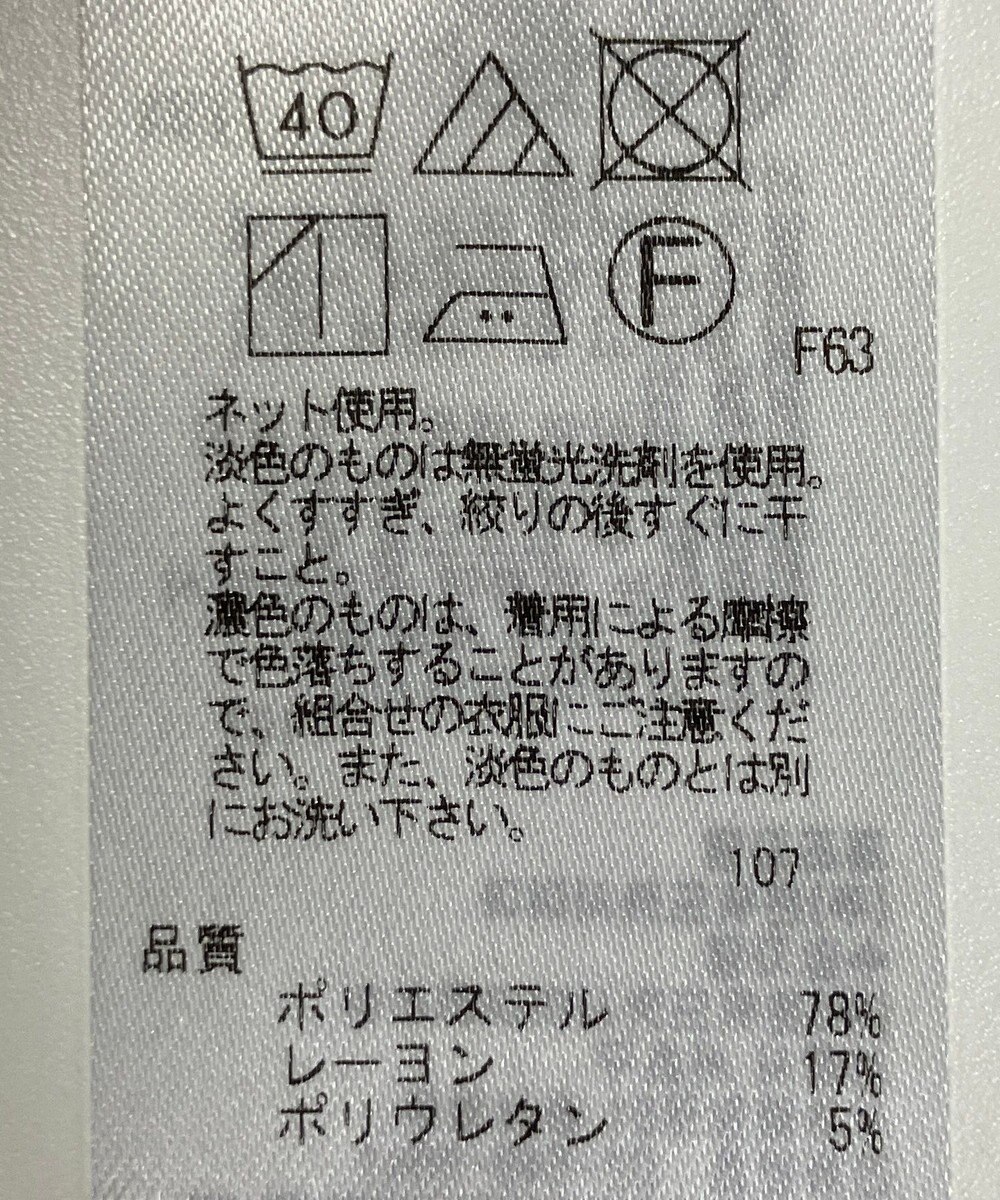 40
F
F63
ネット使用。
淡色のものは無蛍光洗剤を使用。
よくすすぎ、絞りの後すぐに干
すこと。
濃色のものは、着用による摩擦
で色落ちすることがありますの
で、組合せの衣服にご注意くだ
さい。また、淡色のものとは別
にお洗い下さい。
107
品質
ポリエステル 78%
レーヨン 17%
ポリウレタン 5%